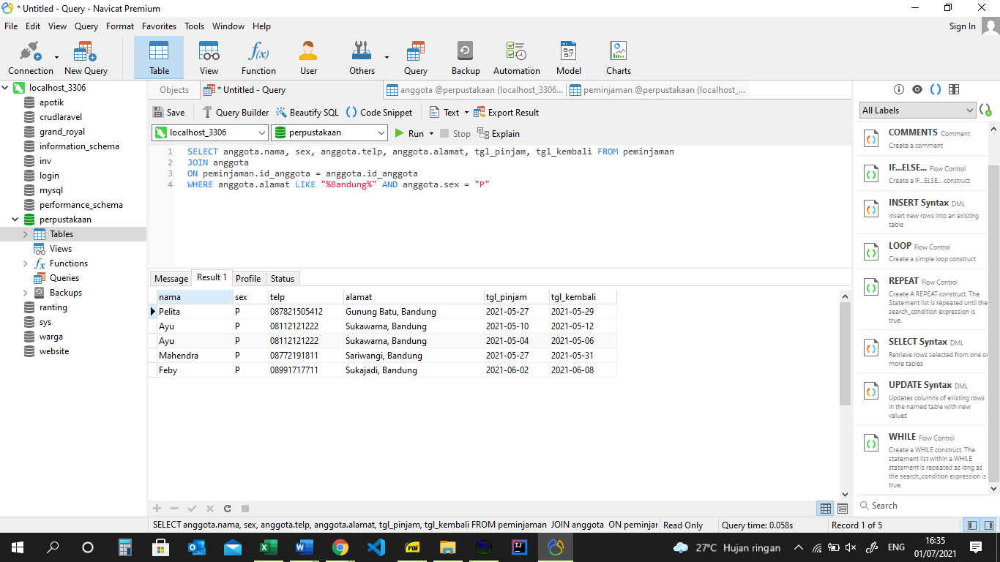 * Untitled - Query - Navicat Premium
File Edit View Query Format Favorites Tools Window Help
Sign In
Connection New Query Table View Function User Others Query Backup Automation Model Charts
f(x)
localhost_3306
apotik
crudlaravel
grand_royal
information_schema
inv
login
mysql
performance_schema
perpustakaan
Tables
Views
fx Functions
Queries
Backups
ranting
sys
warga
website
Objects * Untitled - Query anggota @perpustakaan (localhost_3306... peminjaman @perpustakaan (localhost_...
Save Query Builder Beautify SQL () Code Snippet Text Export Result
localhost_3306 perpustakaan Run Stop Explain
1 SELECT anggota.nama, sex, anggota.telp, anggota.alamat, tgl_pinjam, tgl_kembali FROM peminjaman
2 JOIN anggota
3 ON peminjaman.id_anggota = anggota.id_anggota
4 WHERE anggota.alamat LIKE "%Bandung%" AND anggota.sex = "P"
Message Result 1 Profile Status
nama sex telp alamat tgl_pinjam tgl_kembali
Pelita P 087821505412 Gunung Batu, Bandung 2021-05-27 2021-05-29
Ayu P 08112121222 Sukawarna, Bandung 2021-05-10 2021-05-12
Ayu P 08112121222 Sukawarna, Bandung 2021-05-04 2021-05-06
Mahendra P 08772191811 Sariwangi, Bandung 2021-05-27 2021-05-31
Feby P 08991717711 Sukajadi, Bandung 2021-06-02 2021-06-08
All Labels
COMMENTS Comment
Create a comment
IF...ELSE... Flow Control
Create a IF...ELSE... construct
INSERT Syntax DML
Insert new rows into an existing
table
LOOP Flow Control
Create a simple loop construct
REPEAT Flow Control
Create A REPEAT construct. The
Statement list is repeated until the
search_condition expression is
true.
SELECT Syntax DML
Retrieve rows selected from one or
more tables
UPDATE Syntax DML
Updates columns of existing rows
in the named table with new
values
WHILE Flow Control
Create a WHILE construct. The
statement list within a WHILE
statement is repeated as long as
the search_condition expression is
true.
Search
SELECT anggota.nama, sex, anggota.telp, anggota.alamat, tgl_pinjam, tgl_kembali FROM peminjaman JOIN anggota ON peminjar
Read Only Query time: 0.058s Record 1 of 5
27°C Hujan ringan ENG
16:35
01/07/2021